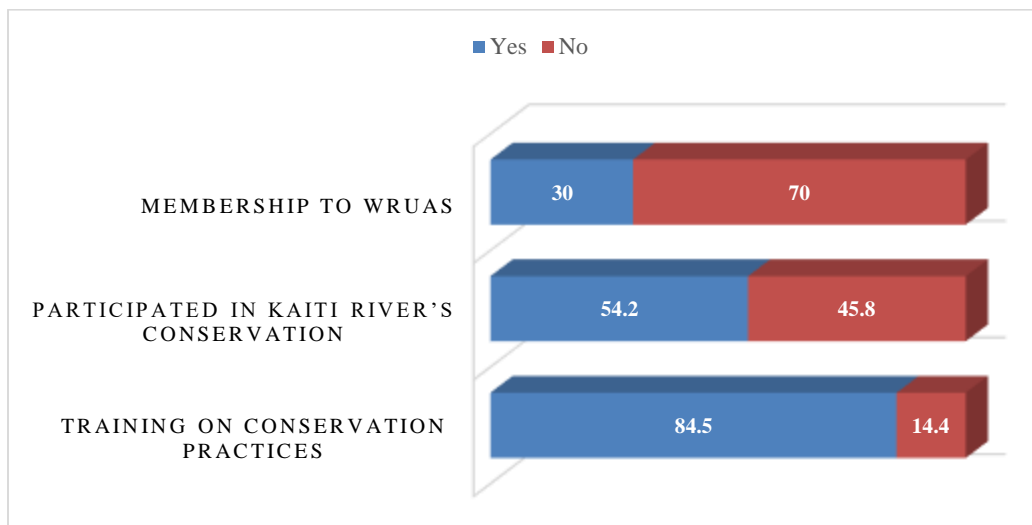 Yes No
MEMBERSHIP TO WRUAS
30 70
PARTICIPATED IN KAITI RIVER'S
CONSERVATION
54.2 45.8
TRAINING ON CONSERVATION
PRACTICES
84.5 14.4